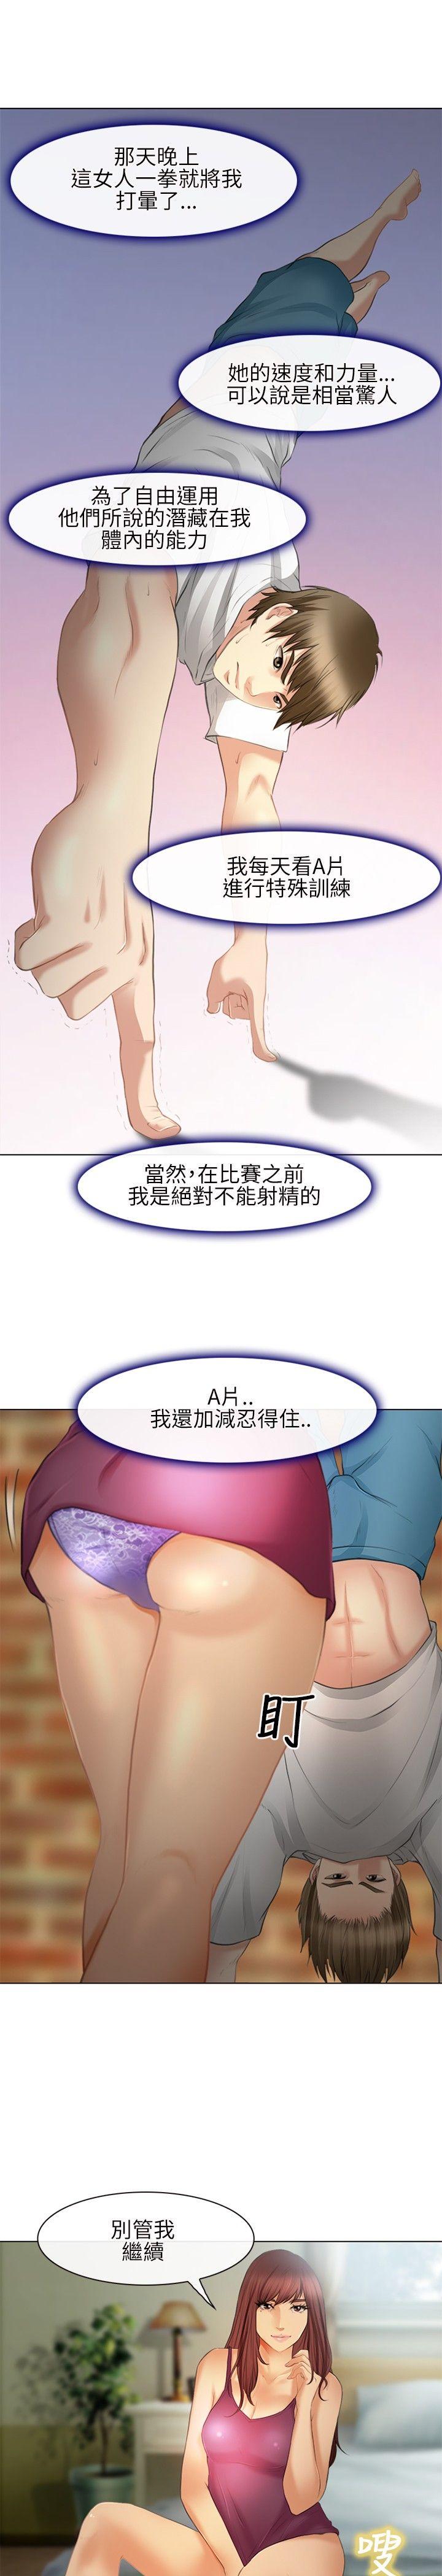 那天晚上
這女人一拳就將我
打暈了...
她的速度和力量...
可以說是相當驚人
為了自由運用
他們所說的潛藏在我
體內的能力
我每天看A片
進行特殊訓練
當然,在比賽之前
我是絕對不能射精的
A片..
我還加減忍得住..
盯
別管我
繼續
嗖